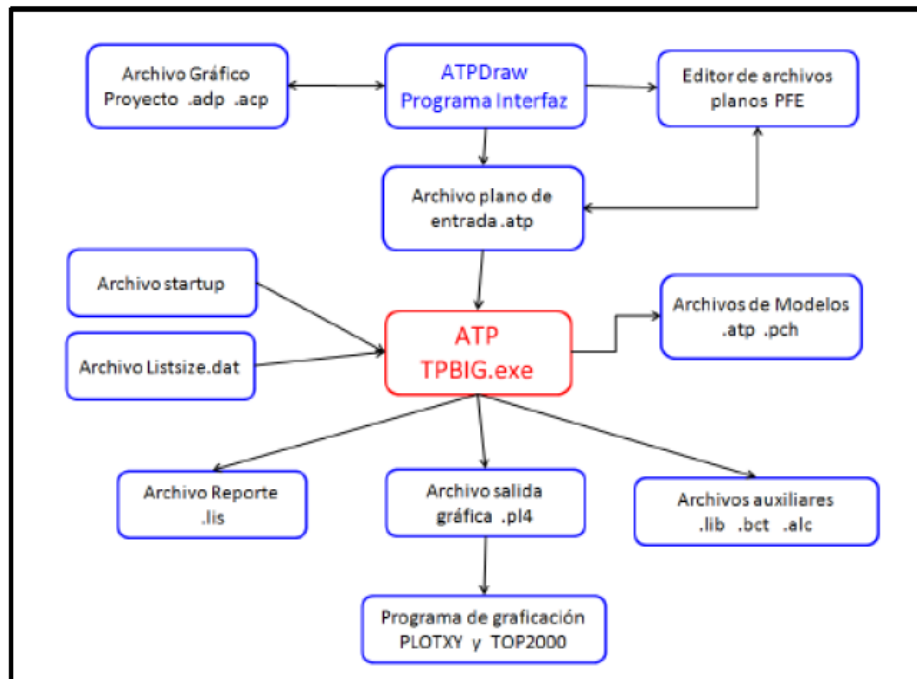 Archivo Gráfico
Proyecto .adp .acp
ATPDraw
Programa Interfaz
Editor de archivos
planos PFE
Archivo plano de
entrada.atp
Archivo startup
Archivo Listsize.dat
ATP
TPBIG.exe
Archivos de Modelos
.atp .pch
Archivo Reporte
.lis
Archivo salida
gráfica .pl4
Archivos auxiliares
.lib .bct .alc
Programa de graficación
PLOTXY y TOP2000